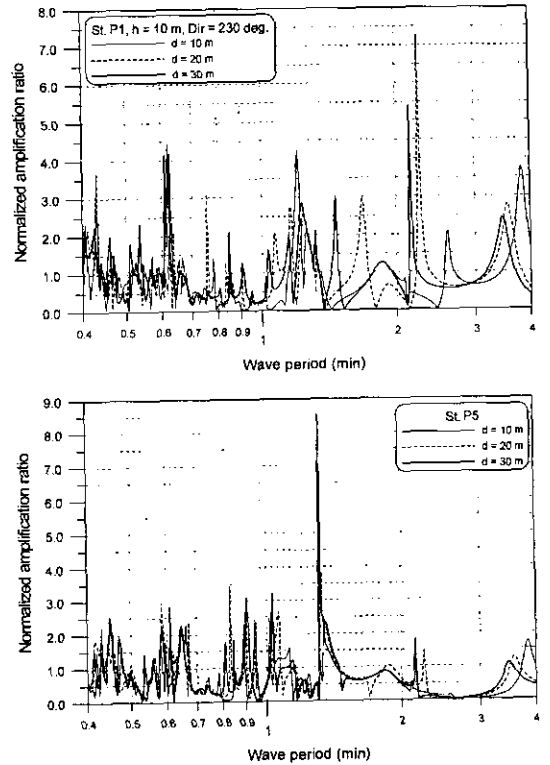 St. P1, h = 10 m, Dir = 230 deg.
d = 10 m
d = 20 m
d = 30 m
Normalized amplification ratio
8.0
7.0
6.0
5.0
4.0
3.0
2.0
1.0
0.0
0.4 0.5 0.6 0.7 0.8 0.9 1 2 3 4
Wave period (min)
St. P5
d = 10 m
d = 20 m
d = 30 m
Normalized amplification ratio
9.0
8.0
7.0
6.0
5.0
4.0
3.0
2.0
1.0
0.0
0.4 0.5 0.6 0.7 0.8 0.9 1 2 3 4
Wave period (min)